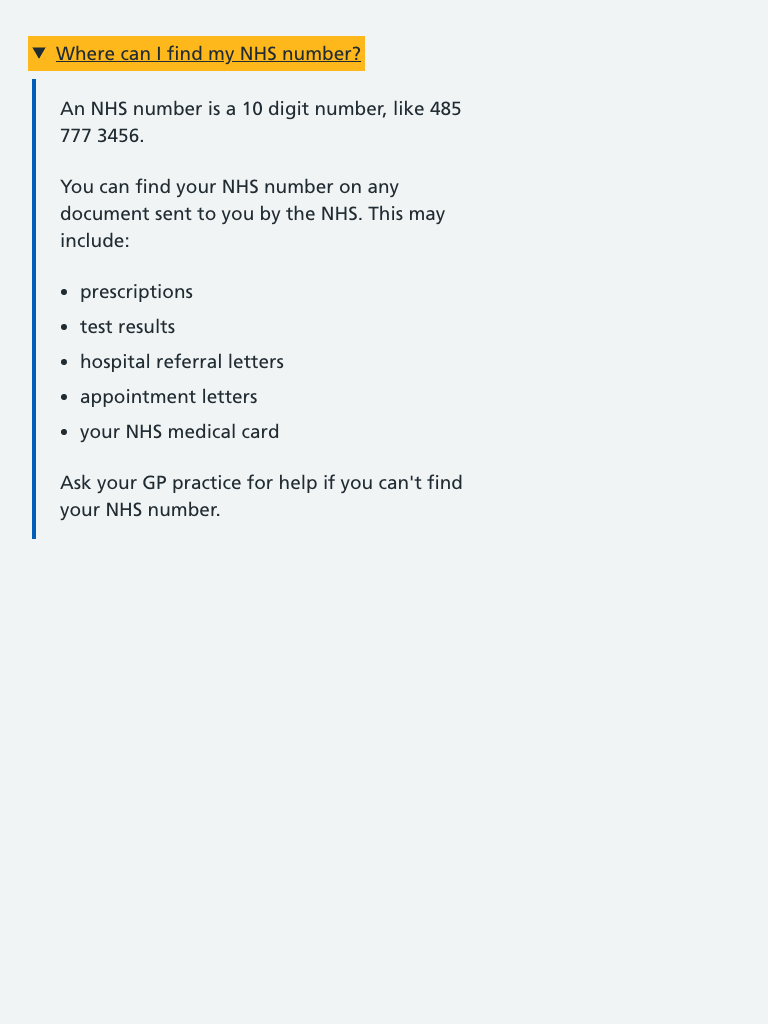 Where can I find my NHS number?
An NHS number is a 10 digit number, like 485
777 3456.
You can find your NHS number on any
document sent to you by the NHS. This may
include:
• prescriptions
• test results
• hospital referral letters
• appointment letters
• your NHS medical card
Ask your GP practice for help if you can't find
your NHS number.